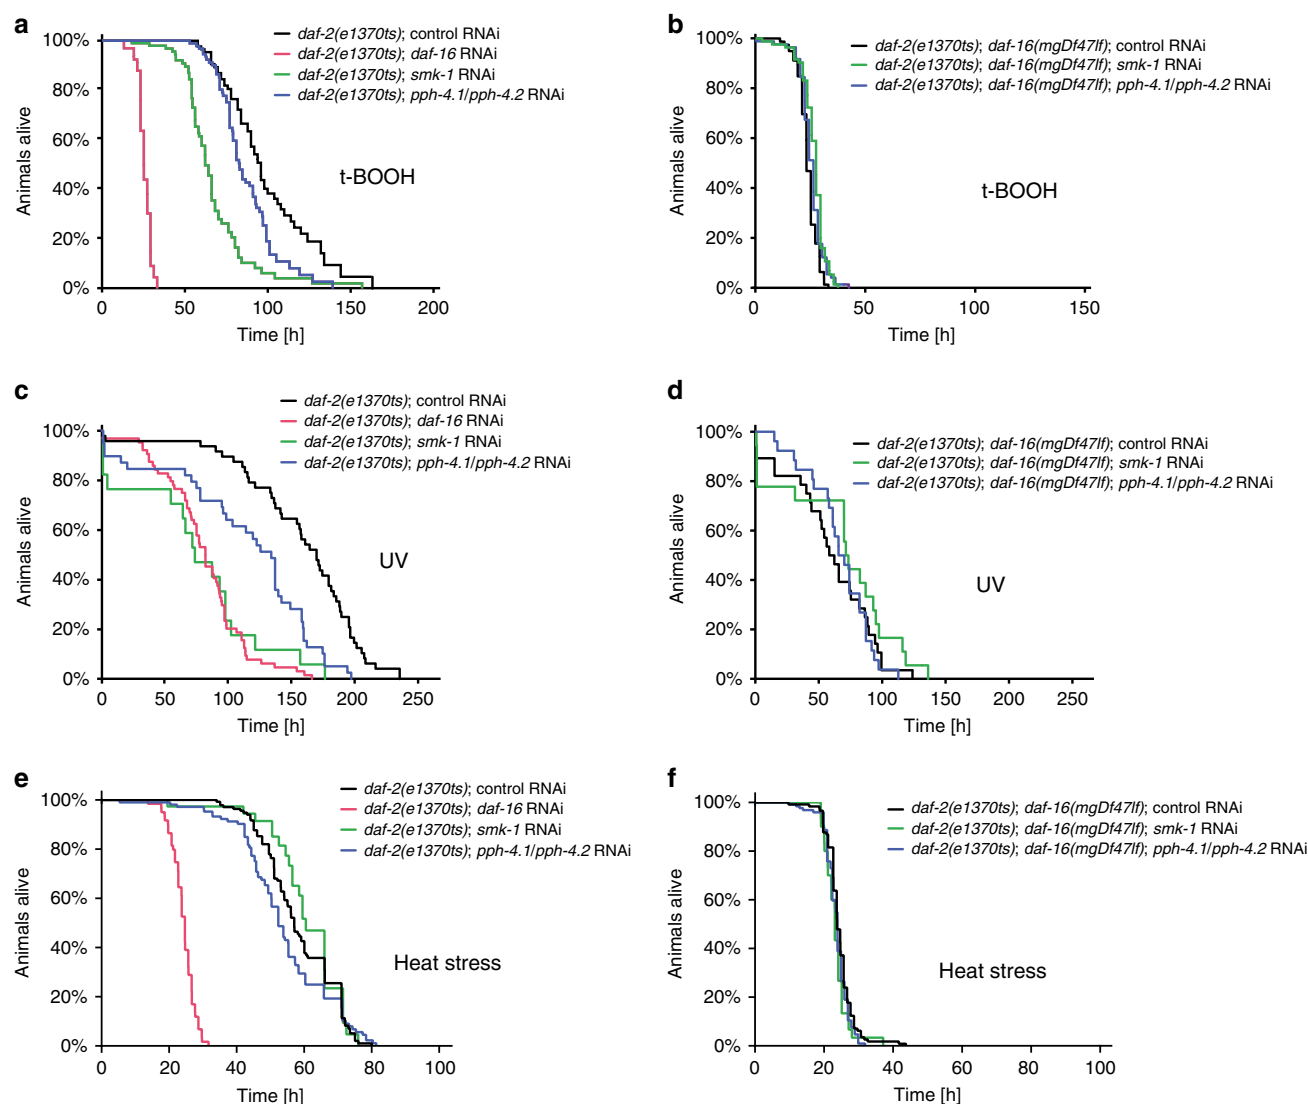 a
daf-2(e1370ts); control RNAi
daf-2(e1370ts); daf-16 RNAi
daf-2(e1370ts); smk-1 RNAi
daf-2(e1370ts); pph-4.1/pph-4.2 RNAi
100%
80%
60%
40%
20%
0%
Animals alive
t-BOOH
0 50 100 150 200
Time [h]
b
daf-2(e1370ts); daf-16(mgDf47lf); control RNAi
daf-2(e1370ts); daf-16(mgDf47lf); smk-1 RNAi
daf-2(e1370ts); daf-16(mgDf47lf); pph-4.1/pph-4.2 RNAi
100%
80%
60%
40%
20%
0%
Animals alive
t-BOOH
0 50 100 150
Time [h]
c
daf-2(e1370ts); control RNAi
daf-2(e1370ts); daf-16 RNAi
daf-2(e1370ts); smk-1 RNAi
daf-2(e1370ts); pph-4.1/pph-4.2 RNAi
100%
80%
60%
40%
20%
0%
Animals alive
UV
0 50 100 150 200 250
Time [h]
d
daf-2(e1370ts); daf-16(mgDf47lf); control RNAi
daf-2(e1370ts); daf-16(mgDf47lf); smk-1 RNAi
daf-2(e1370ts); daf-16(mgDf47lf); pph-4.1/pph-4.2 RNAi
100%
80%
60%
40%
20%
0%
Animals alive
UV
0 50 100 150 200 250
Time [h]
e
daf-2(e1370ts); control RNAi
daf-2(e1370ts); daf-16 RNAi
daf-2(e1370ts); smk-1 RNAi
daf-2(e1370ts); pph-4.1/pph-4.2 RNAi
100%
80%
60%
40%
20%
0%
Animals alive
Heat stress
0 20 40 60 80 100
Time [h]
f
daf-2(e1370ts); daf-16(mgDf47lf); control RNAi
daf-2(e1370ts); daf-16(mgDf47lf); smk-1 RNAi
daf-2(e1370ts); daf-16(mgDf47lf); pph-4.1/pph-4.2 RNAi
100%
80%
60%
40%
20%
0%
Animals alive
Heat stress
0 20 40 60 80 100
Time [h]